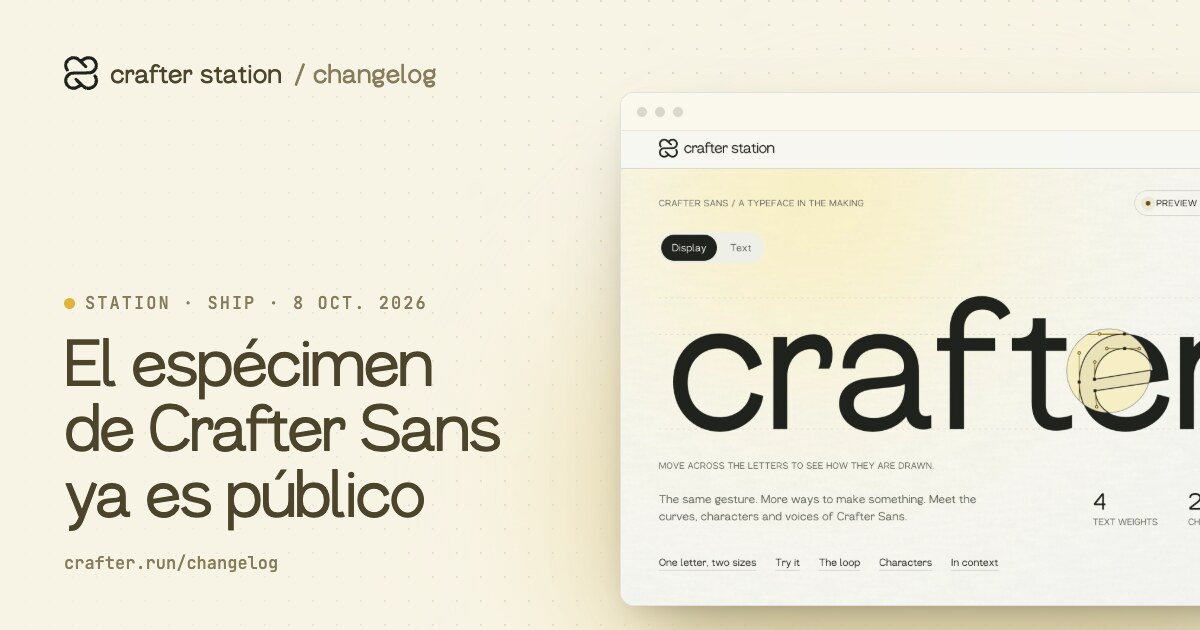 crafter station / changelog
STATION · SHIP · 8 OCT. 2026
El espécimen
de Crafter Sans
ya es público
crafter.run/changelog
crafter station
CRAFTER SANS / A TYPEFACE IN THE MAKING
PREVIEW
Display Text
crafter
MOVE ACROSS THE LETTERS TO SEE HOW THEY ARE DRAWN.
The same gesture. More ways to make something. Meet the
curves, characters and voices of Crafter Sans.
4
TEXT WEIGHTS
One letter, two sizes Try it The loop Characters In context